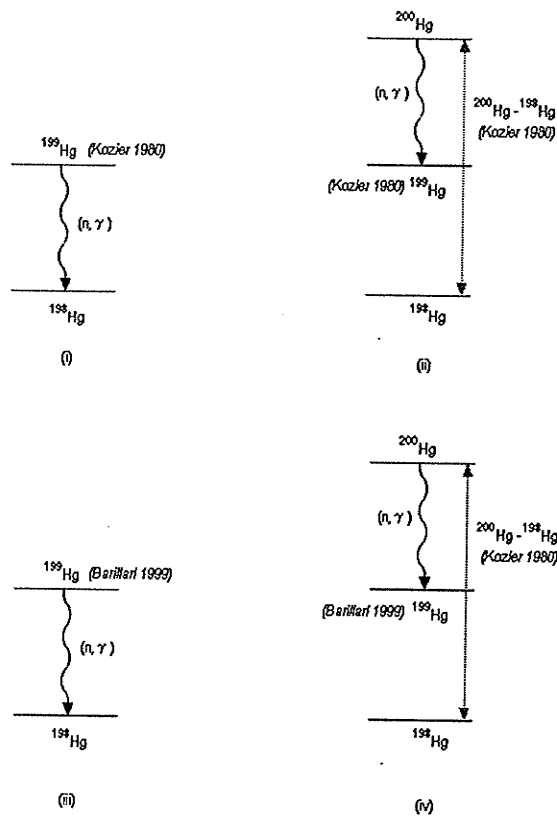 ²⁰⁰Hg
(n, γ)
²⁰⁰Hg - ¹⁹⁸Hg
(Kozier 1980)
¹⁹⁹Hg (Kozier 1980)
(Kozier 1980) ¹⁹⁹Hg
(n, γ)
¹⁹⁸Hg
¹⁹⁸Hg
(i)
(ii)
²⁰⁰Hg
(n, γ)
²⁰⁰Hg - ¹⁹⁸Hg
(Kozier 1980)
¹⁹⁹Hg (Barillari 1999)
(Barillari 1999) ¹⁹⁹Hg
(n, γ)
¹⁹⁸Hg
¹⁹⁸Hg
(iii)
(iv)